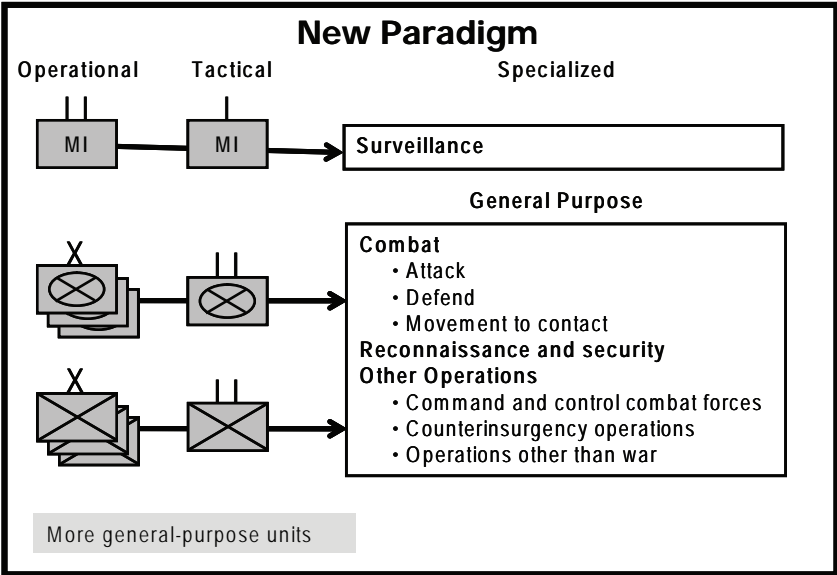 New Paradigm
Operational Tactical Specialized
MI MI Surveillance
General Purpose
Combat
• Attack
• Defend
• Movement to contact
Reconnaissance and security
Other Operations
• Command and control combat forces
• Counterinsurgency operations
• Operations other than war
More general-purpose units